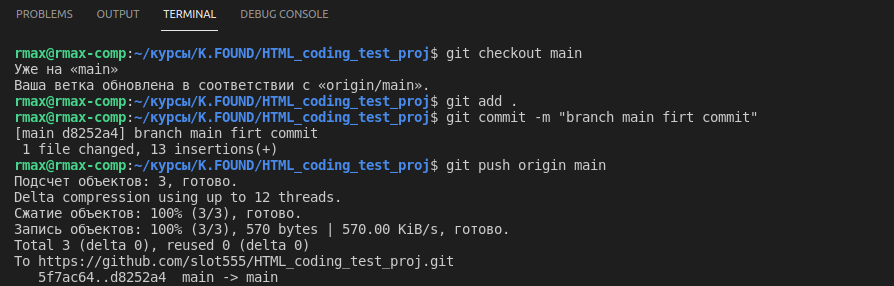 PROBLEMS OUTPUT TERMINAL DEBUG CONSOLE
rmax@rmax-comp:~/курсы/K.FOUND/HTML_coding_test_proj$ git checkout main
Уже на «main»
Ваша ветка обновлена в соответствии с «origin/main».
rmax@rmax-comp:~/курсы/K.FOUND/HTML_coding_test_proj$ git add .
rmax@rmax-comp:~/курсы/K.FOUND/HTML_coding_test_proj$ git commit -m "branch main firt commit"
[main d8252a4] branch main firt commit
 1 file changed, 13 insertions(+)
rmax@rmax-comp:~/курсы/K.FOUND/HTML_coding_test_proj$ git push origin main
Подсчет объектов: 3, готово.
Delta compression using up to 12 threads.
Сжатие объектов: 100% (3/3), готово.
Запись объектов: 100% (3/3), 570 bytes | 570.00 KiB/s, готово.
Total 3 (delta 0), reused 0 (delta 0)
To https://github.com/slot555/HTML_coding_test_proj.git
   5f7ac64..d8252a4  main -> main